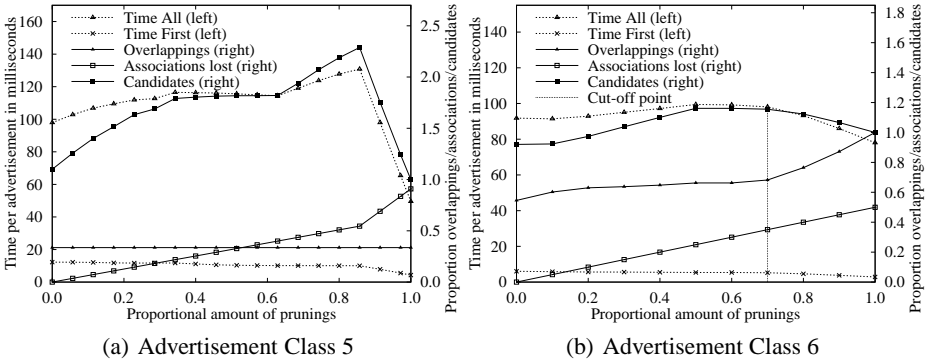 Time per advertisement in milliseconds
160
140
120
100
80
60
40
20
0
Time All (left)
Time First (left)
Overlappings (right)
Associations lost (right)
Candidates (right)
2.5
2.0
1.5
1.0
0.5
0.0
Proportion overlappings/associations/candidates
0.0 0.2 0.4 0.6 0.8 1.0
Proportional amount of prunings
(a) Advertisement Class 5
Time per advertisement in milliseconds
140
120
100
80
60
40
20
0
Time All (left)
Time First (left)
Overlappings (right)
Associations lost (right)
Candidates (right)
Cut-off point
1.8
1.6
1.4
1.2
1.0
0.8
0.6
0.4
0.2
0.0
Proportion overlappings/associations/candidates
0.0 0.2 0.4 0.6 0.8 1.0
Proportional amount of prunings
(b) Advertisement Class 6